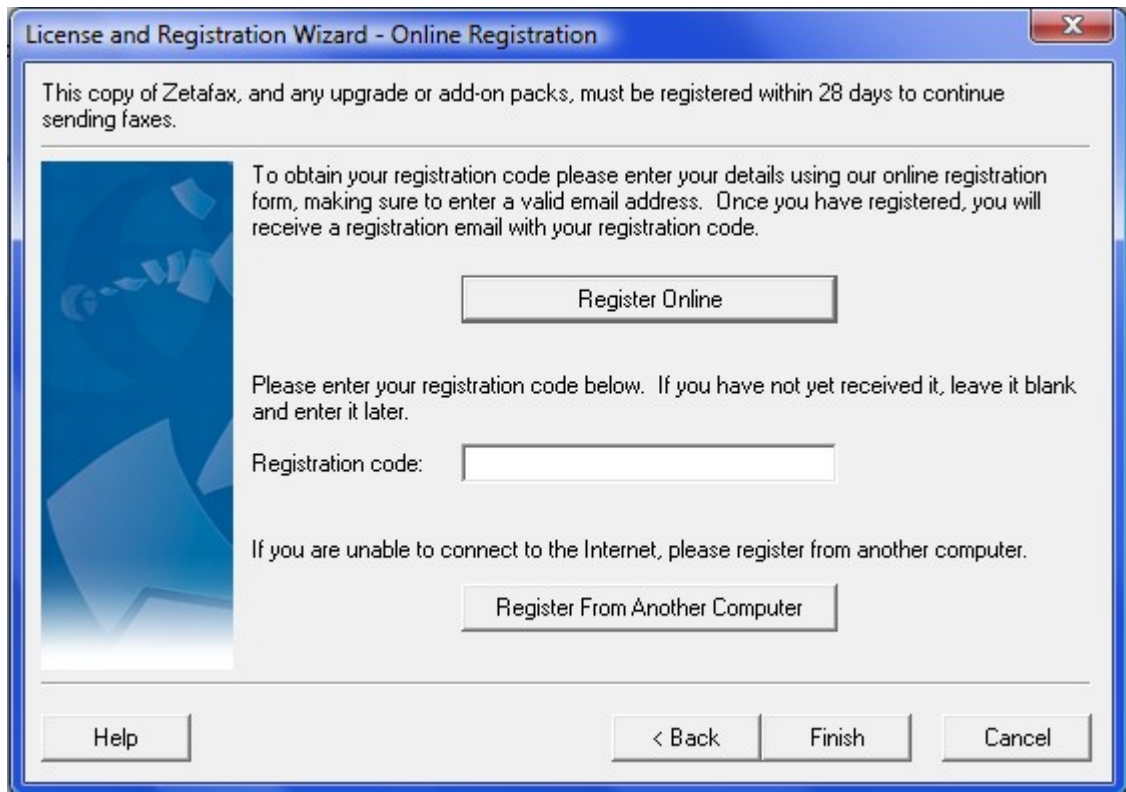 License and Registration Wizard - Online Registration
X
This copy of Zetafax, and any upgrade or add-on packs, must be registered within 28 days to continue
sending faxes.
To obtain your registration code please enter your details using our online registration
form, making sure to enter a valid email address.  Once you have registered, you will
receive a registration email with your registration code.
Register Online
Please enter your registration code below.  If you have not yet received it, leave it blank
and enter it later.
Registration code:
If you are unable to connect to the Internet, please register from another computer.
Register From Another Computer
Help
< Back
Finish
Cancel